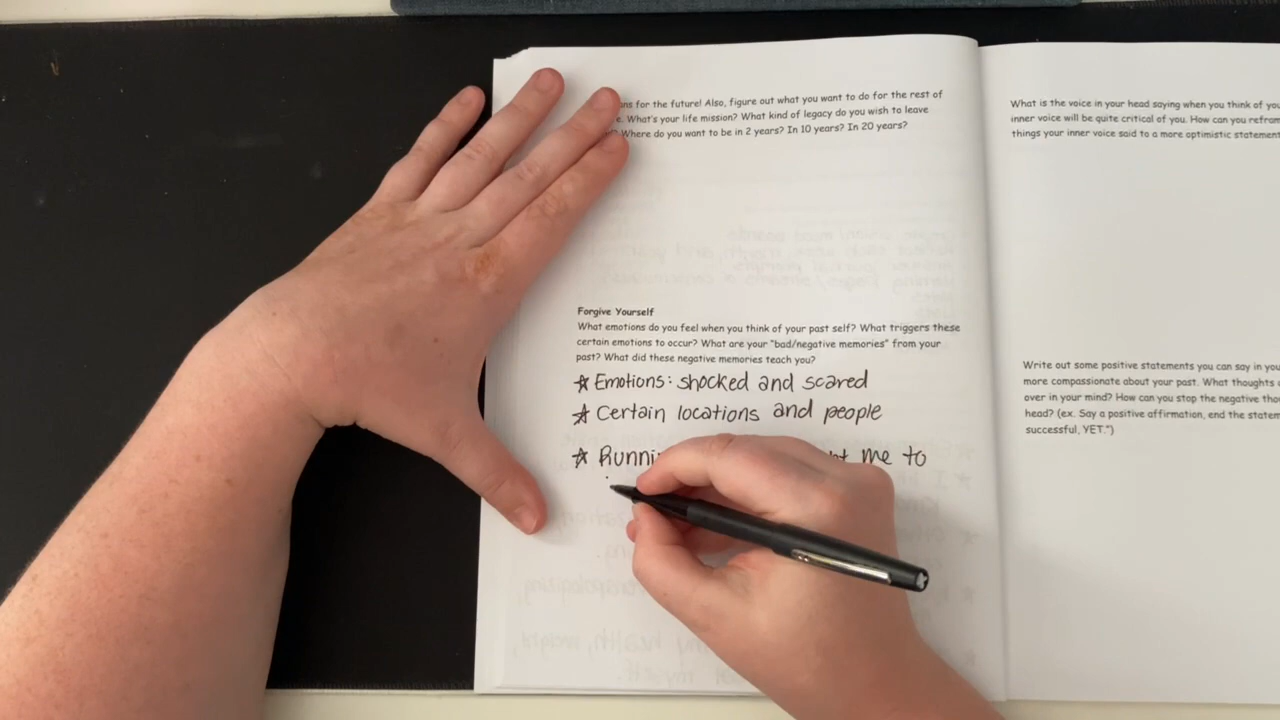 ans for the future! Also, figure out what you want to do for the rest of
e. What's your life mission? What kind of legacy do you wish to leave
Where do you want to be in 2 years? In 10 years? In 20 years?
Forgive Yourself
What emotions do you feel when you think of your past self? What triggers these
certain emotions to occur? What are your "bad/negative memories" from your
past? What did these negative memories teach you?
☆ Emotions: shocked and scared
☆ Certain locations and people
☆ Runni me to
What is the voice in your head saying when you think of yo
inner voice will be quite critical of you. How can you refram
things your inner voice said to a more optimistic statement
Write out some positive statements you can say in you
more compassionate about your past. What thoughts
over in your mind? How can you stop the negative tho
head? (ex. Say a positive affirmation, end the statem
successful, YET.")